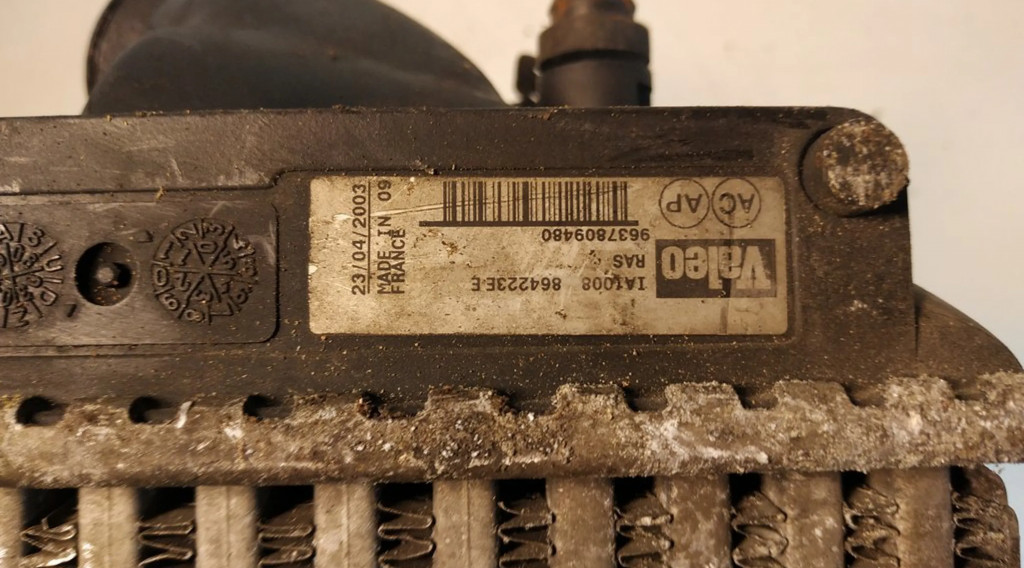 Valeo
IA1008 864223E-E
RAS
9637809480
AC
AP
23/04/2003
MADE IN 09
FRANCE